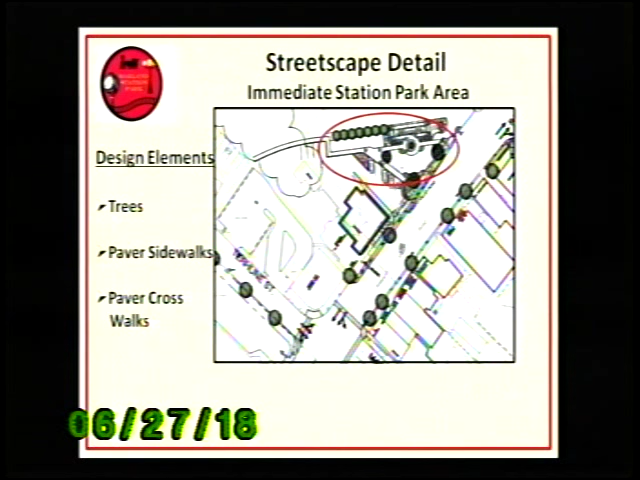 Streetscape Detail
Immediate Station Park Area
Design Elements
Trees
Paver Sidewalks
Paver Cross
Walks
06/27/18